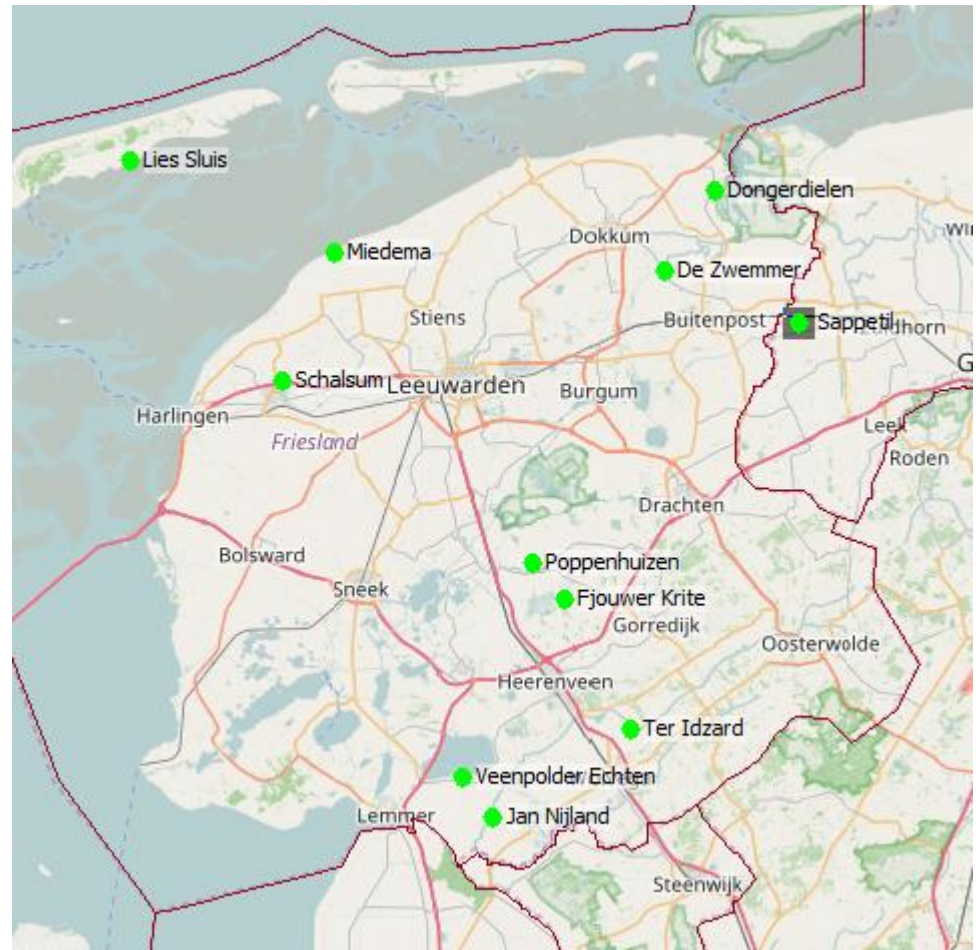 Lies Sluis
Dongerdielen
Dokkum
Miedema
De Zwemmer
Stiens
Buitenpost
Sappetil
Schalsum
Leeuwarden
Burgum
Harlingen
Leek
Friesland
Roden
Drachten
Bolsward
Poppenhuizen
Sneek
Fjouwer Krite
Gorredijk
Oosterwolde
Heerenveen
Ter Idzard
Veenpolder Echten
Lemmer
Jan Nijland
Steenwijk